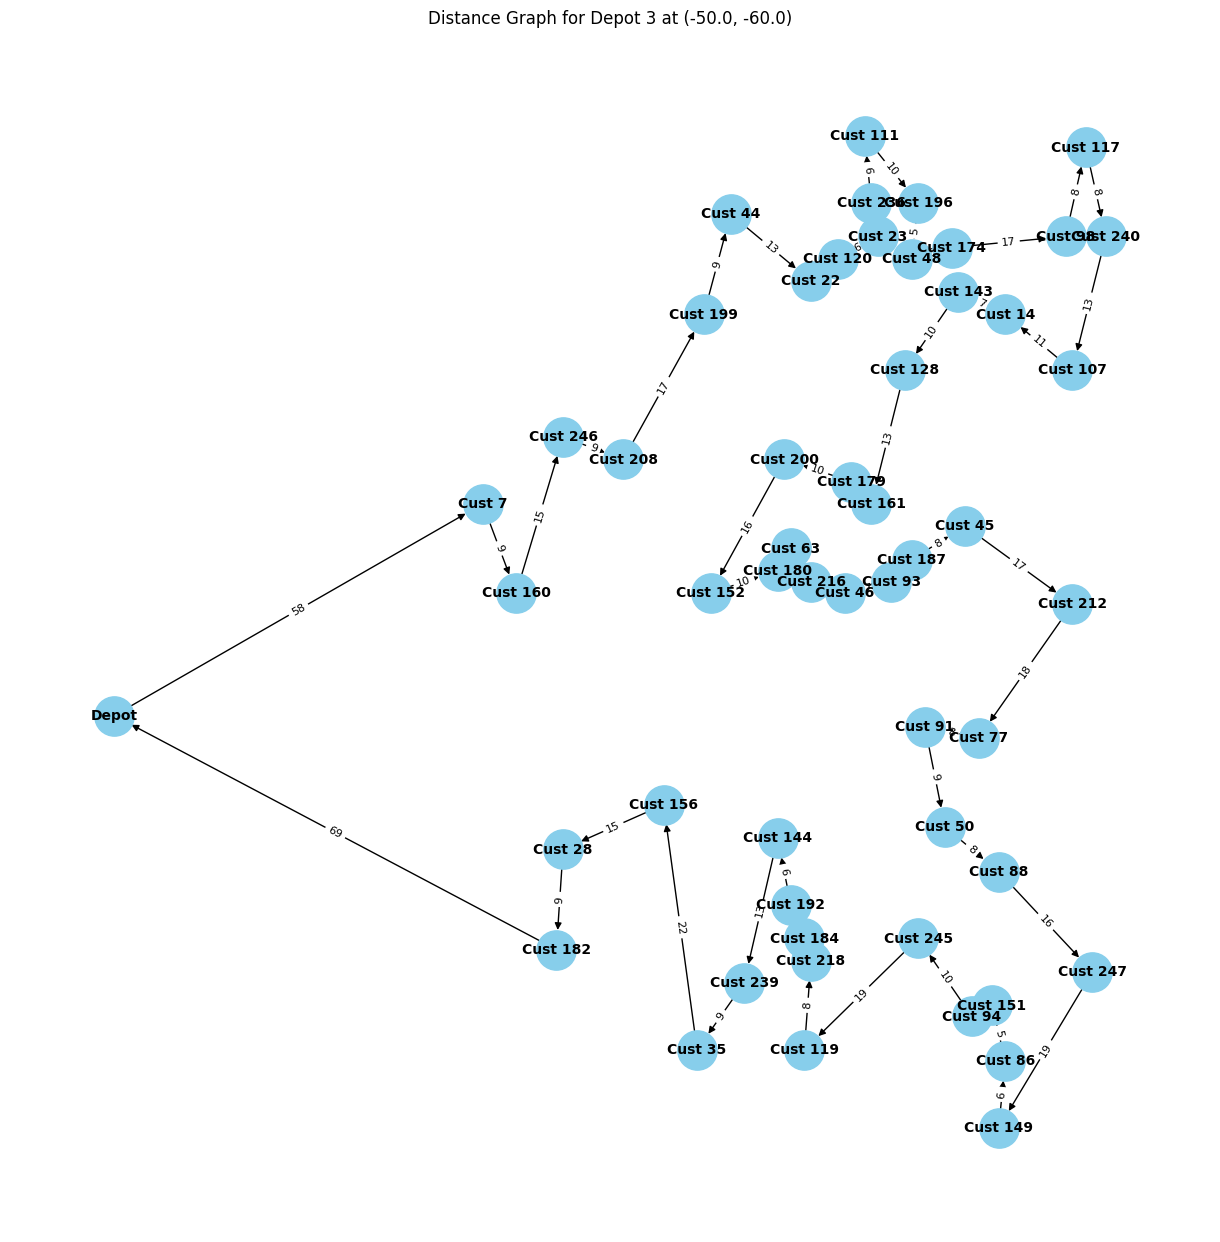 Distance Graph for Depot 3 at (-50.0, -60.0)
Cust 111
10
6
Cust 117
8
8
Cust 236
Cust 196
Cust 44
13
Cust 23
5
Cust 174
17
Cust 98
Cust 240
6
Cust 120
Cust 48
Cust 22
9
Cust 143
7
Cust 14
13
Cust 199
10
11
Cust 128
Cust 107
17
13
Cust 246
9
Cust 208
Cust 200
10
Cust 179
Cust 161
Cust 7
15
16
Cust 45
8
9
Cust 63
Cust 187
17
Cust 180
Cust 216
Cust 93
10
Cust 160
Cust 152
Cust 46
Cust 212
58
18
Depot
Cust 91
Cust 77
9
Cust 156
15
Cust 28
Cust 144
Cust 50
8
69
6
Cust 88
9
Cust 192
13
16
22
Cust 184
Cust 245
Cust 182
Cust 218
Cust 247
10
Cust 239
19
8
Cust 151
Cust 94
9
5
Cust 35
Cust 119
Cust 86
19
6
Cust 149